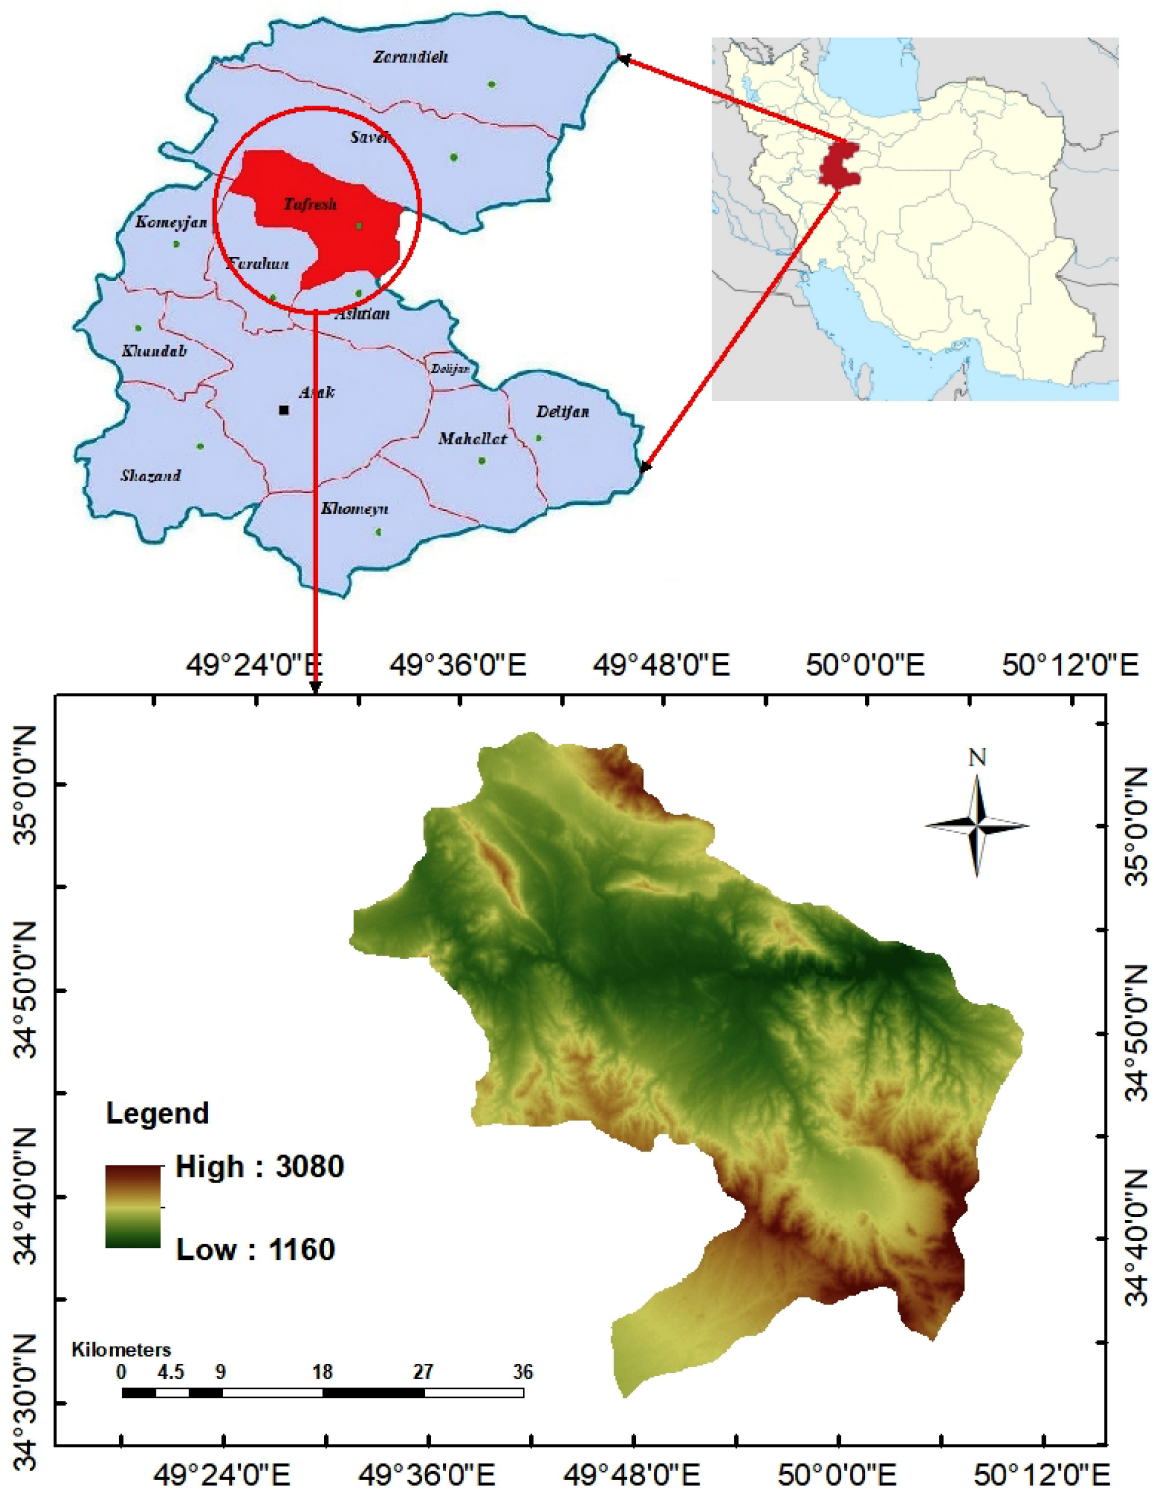 Zarandieh
Saveh
Tafresh
Komeyjan
Farahan
Ashtian
Khandab
Delijan
Arak
Delijan
Mahallat
Shazand
Khomeyn
49°24'0"E 49°36'0"E 49°48'0"E 50°0'0"E 50°12'0"E
35°0'0"N
34°50'0"N
34°40'0"N
34°30'0"N
N
35°0'0"N
34°50'0"N
34°40'0"N
Legend
High : 3080
Low : 1160
Kilometers
0 4.5 9 18 27 36
49°24'0"E 49°36'0"E 49°48'0"E 50°0'0"E 50°12'0"E